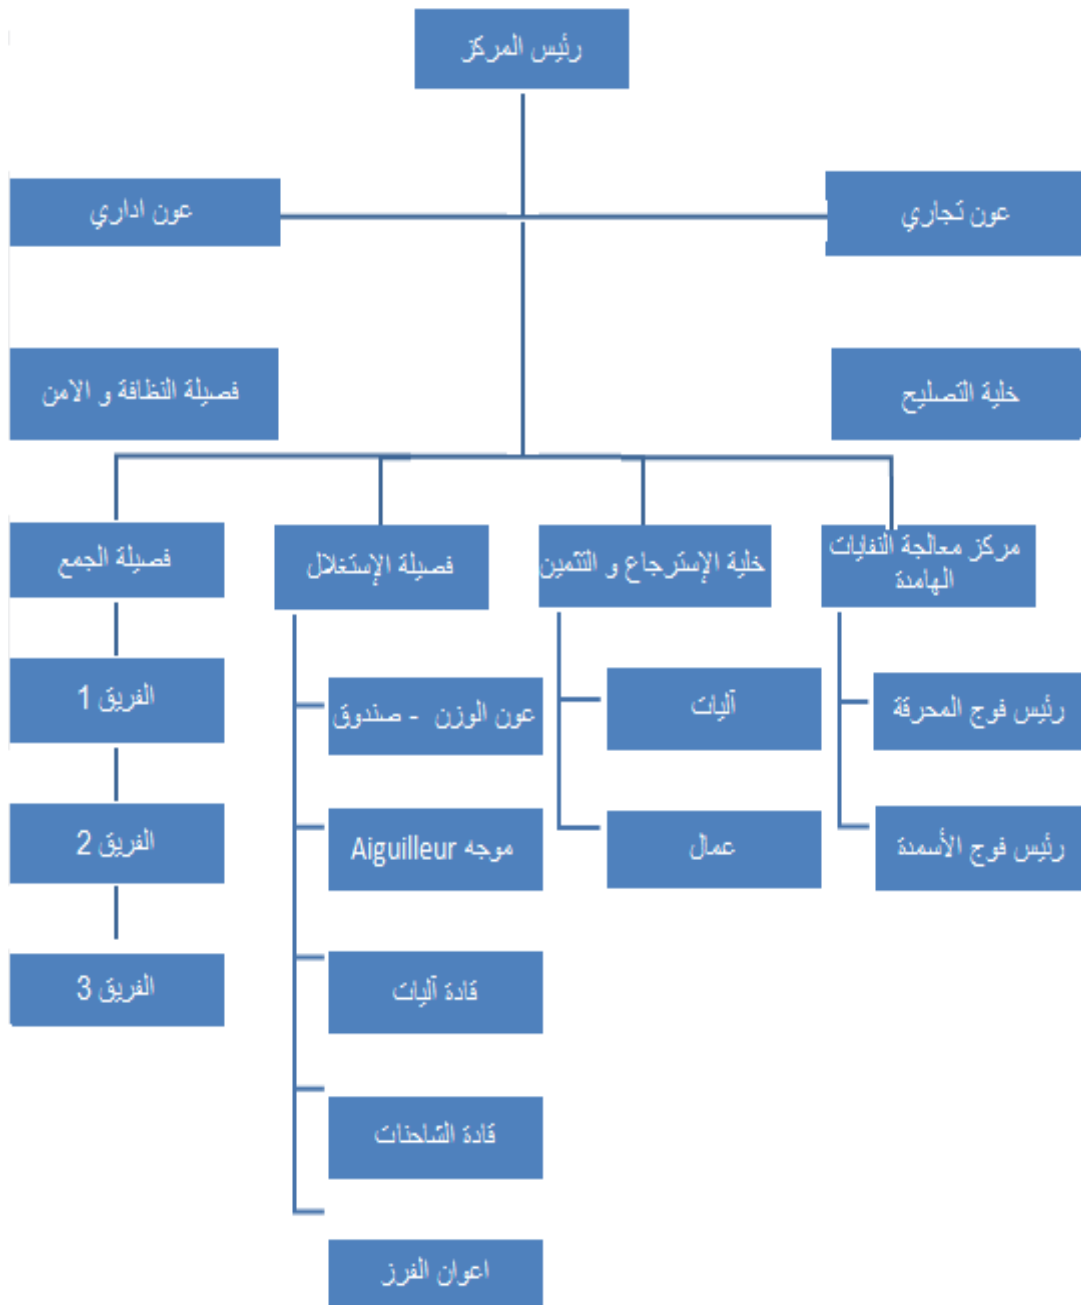 رئيس المركز
عون تجاري
عون اداري
خلية التصليح
فصيلة النظافة و الامن
مركز معالجة النفايات
الهامدة
خلية الإسترجاع و التثمين
فصيلة الإستغلال
فصيلة الجمع
رئيس فوج المحرقة
رئيس فوج الأسمدة
آليات
عمال
عون الوزن - صندوق
موجه Aiguilleur
قادة آليات
قادة الشاحنات
اعوان الفرز
الفريق 1
الفريق 2
الفريق 3